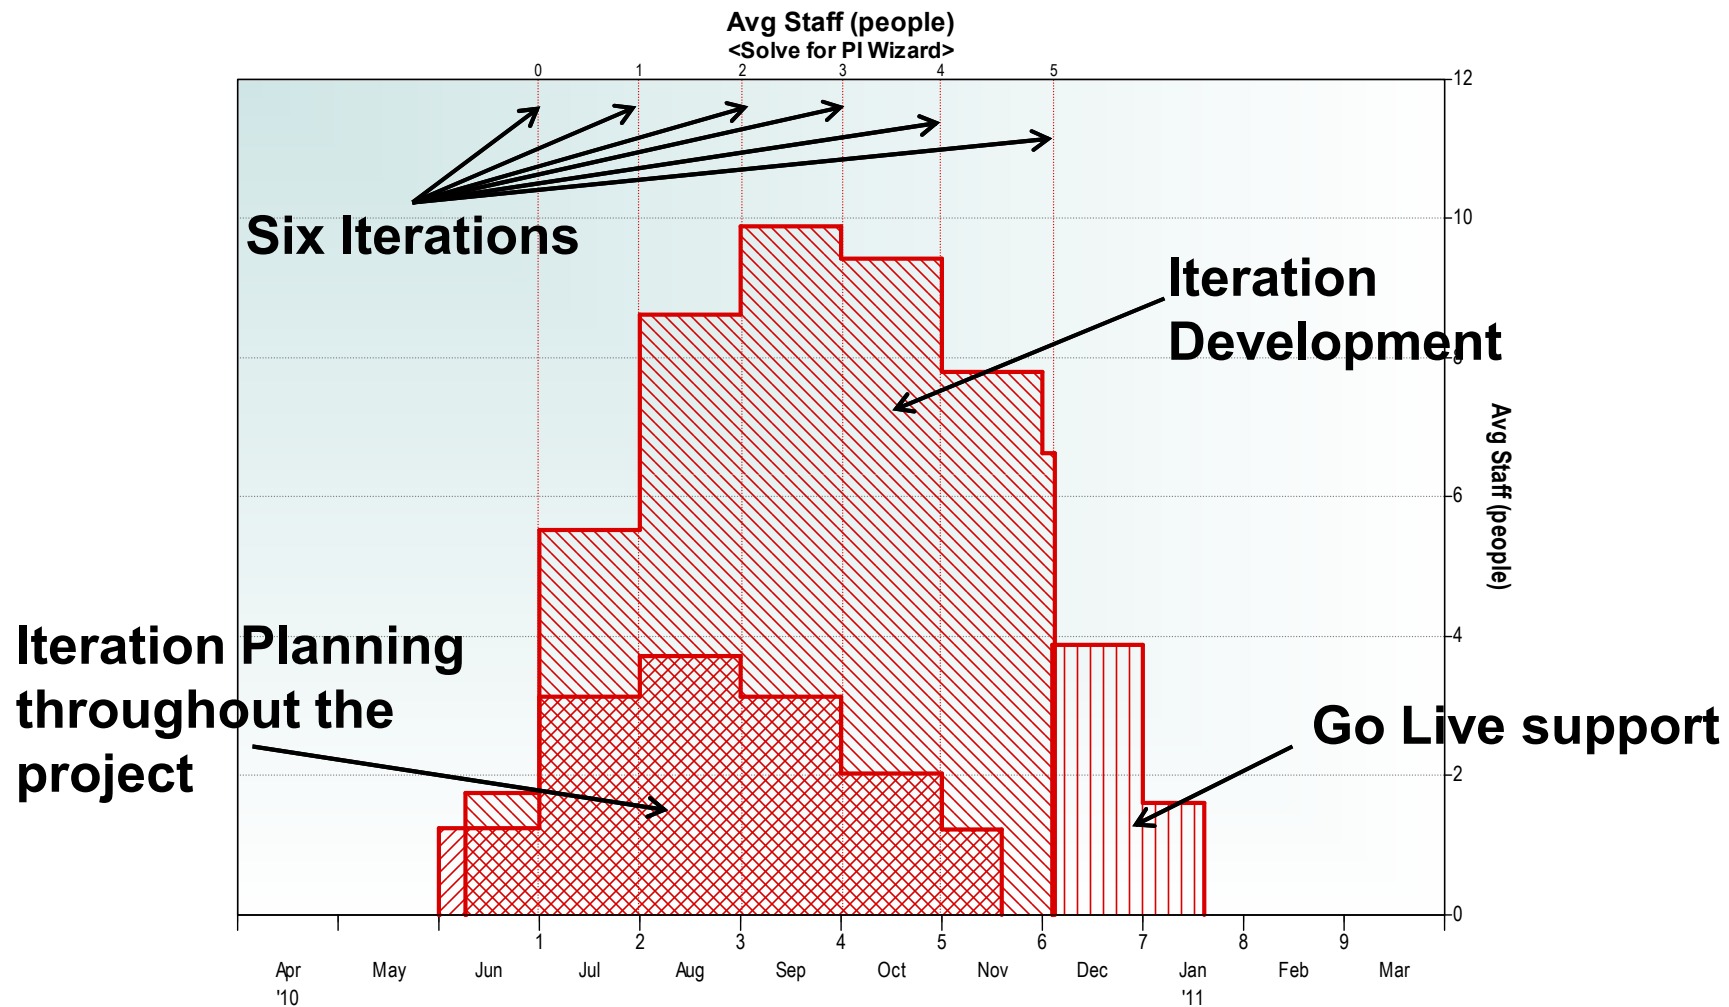 Avg Staff (people)
<Solve for PI Wizard>
0 1 2 3 4 5
12
10
8
6
4
2
0
Six Iterations
Iteration
Development
Avg Staff (people)
Iteration Planning
throughout the
project
Go Live support
1 2 3 4 5 6 7 8 9
Apr May Jun Jul Aug Sep Oct Nov Dec Jan Feb Mar
'10 '11